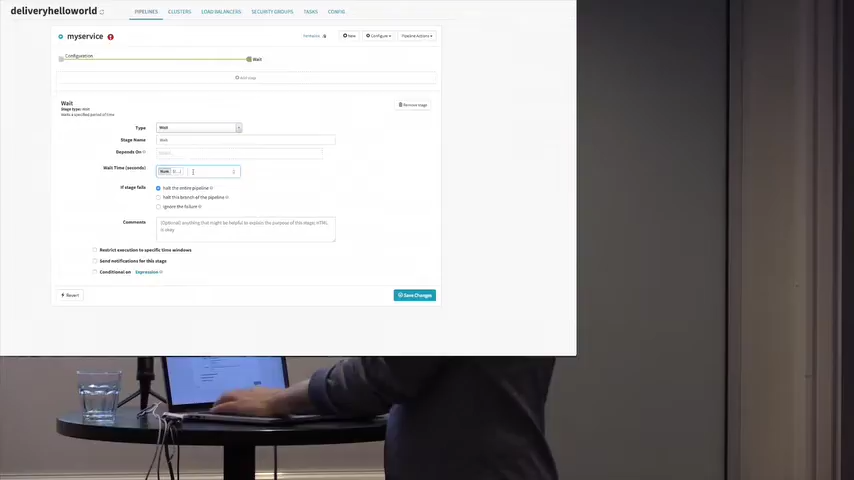 deliveryhelloworld PIPELINES CLUSTERS LOAD BALANCERS SECURITY GROUPS TASKS CONFIG
myservice Permalink New Configure Pipeline Actions
Configuration Wait
Add stage
Wait Remove stage
Stage type: Wait
Waits a specified period of time
Type Wait
Stage Name Wait
Depends On Select...
Wait Time (seconds) Num
If stage fails halt the entire pipeline
halt this branch of the pipeline
ignore the failure
Comments (Optional) anything that might be helpful to explain the purpose of this stage; HTML
is okay
Restrict execution to specific time windows
Send notifications for this stage
Conditional on Expression
Revert Save Changes